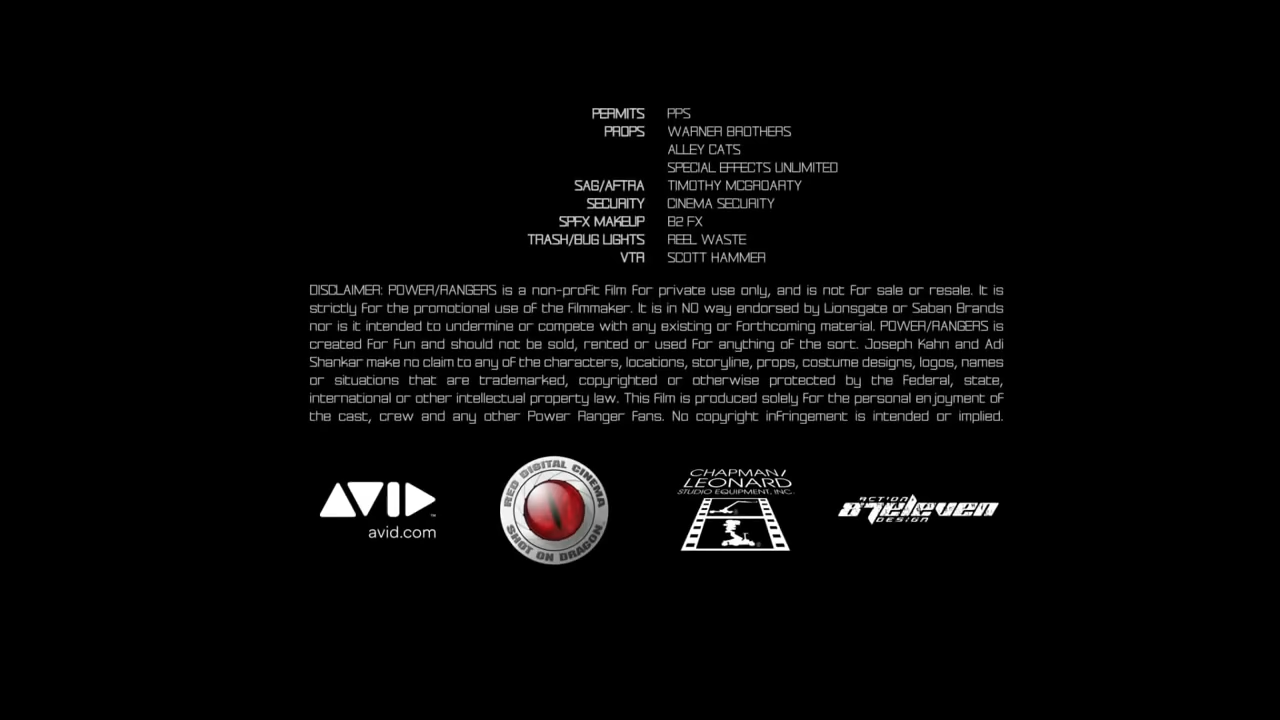 PERMITS PPS
PROPS WARNER BROTHERS
ALLEY CATS
SPECIAL EFFECTS UNLIMITED
SAG/AFTRA TIMOTHY MCGROARTY
SECURITY CINEMA SECURITY
SPFX MAKEUP B2 FX
TRASH/BUG LIGHTS REEL WASTE
VTR SCOTT HAMMER
DISCLAIMER: POWER/RANGERS is a non-profit film for private use only, and is not for sale or resale. It is
strictly for the promotional use of the filmmaker. It is in NO way endorsed by Lionsgate or Saban Brands
nor is it intended to undermine or compete with any existing or forthcoming material. POWER/RANGERS is
created for fun and should not be sold, rented or used for anything of the sort. Joseph Kahn and Adi
Shankar make no claim to any of the characters, locations, storyline, props, costume designs, logos, names
or situations that are trademarked, copyrighted or otherwise protected by the federal, state,
international or other intellectual property law. This film is produced solely for the personal enjoyment of
the cast, crew and any other Power Ranger fans. No copyright infringement is intended or implied.
AVID™
avid.com
RED DIGITAL CINEMA
SHOT ON DRAGON
CHAPMAN/
LEONARD
STUDIO EQUIPMENT, INC.
ACTION
87eleven
DESIGN